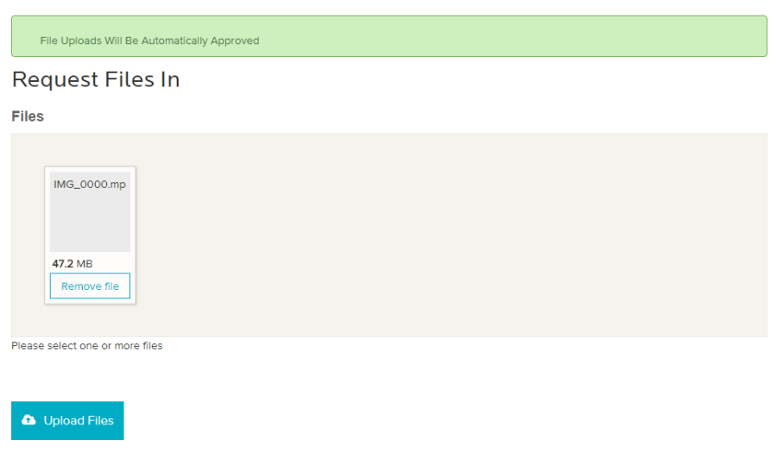 File Uploads Will Be Automatically Approved
Request Files In
Files
IMG_0000.mp
47.2 MB
Remove file
Please select one or more files
Upload Files